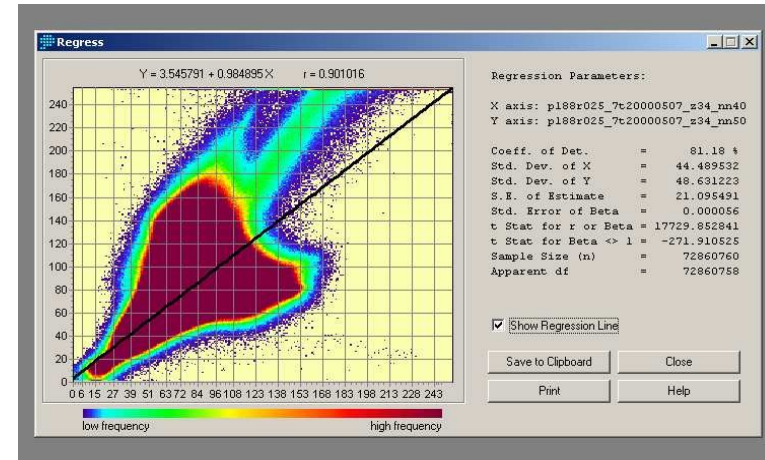 Regress
Y = 3.545791 + 0.984895 X r = 0.901016
240
220
200
180
160
140
120
100
80
60
40
20
0
0 6 15 27 39 51 63 72 84 96 108 123 138 153 168 183 198 213 228 243
low frequency high frequency
Regression Parameters:
X axis: p188r025_7t20000507_z34_nn40
Y axis: p188r025_7t20000507_z34_nn50
Coeff. of Det. = 81.18 %
Std. Dev. of X = 44.489532
Std. Dev. of Y = 48.631223
S.E. of Estimate = 21.095491
Std. Error of Beta = 0.000056
t Stat for r or Beta = 17729.852841
t Stat for Beta <> 1 = -271.910525
Sample Size (n) = 72860760
Apparent df = 72860758
Show Regression Line
Save to Clipboard Close
Print Help